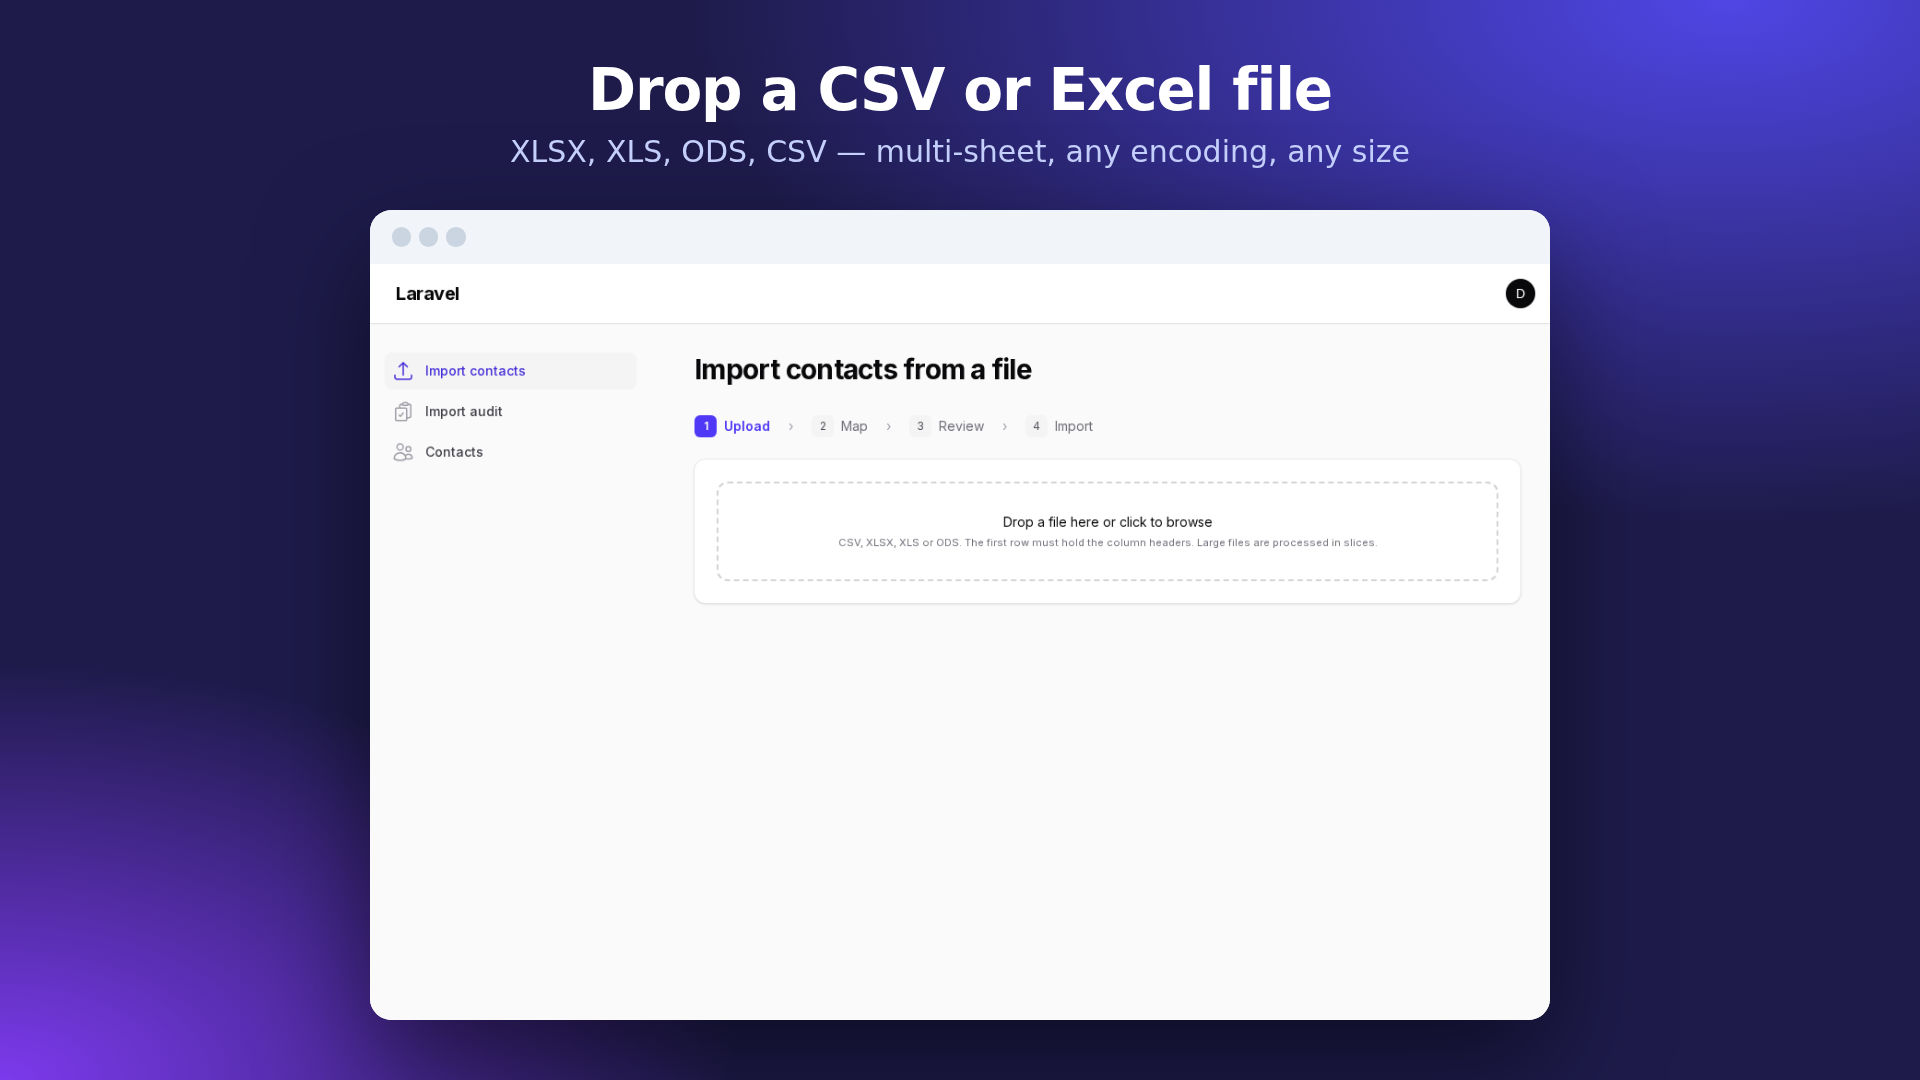 Drop a CSV or Excel file
XLSX, XLS, ODS, CSV — multi-sheet, any encoding, any size
Laravel
D
Import contacts
Import audit
Contacts
Import contacts from a file
1 Upload › 2 Map › 3 Review › 4 Import
Drop a file here or click to browse
CSV, XLSX, XLS or ODS. The first row must hold the column headers. Large files are processed in slices.